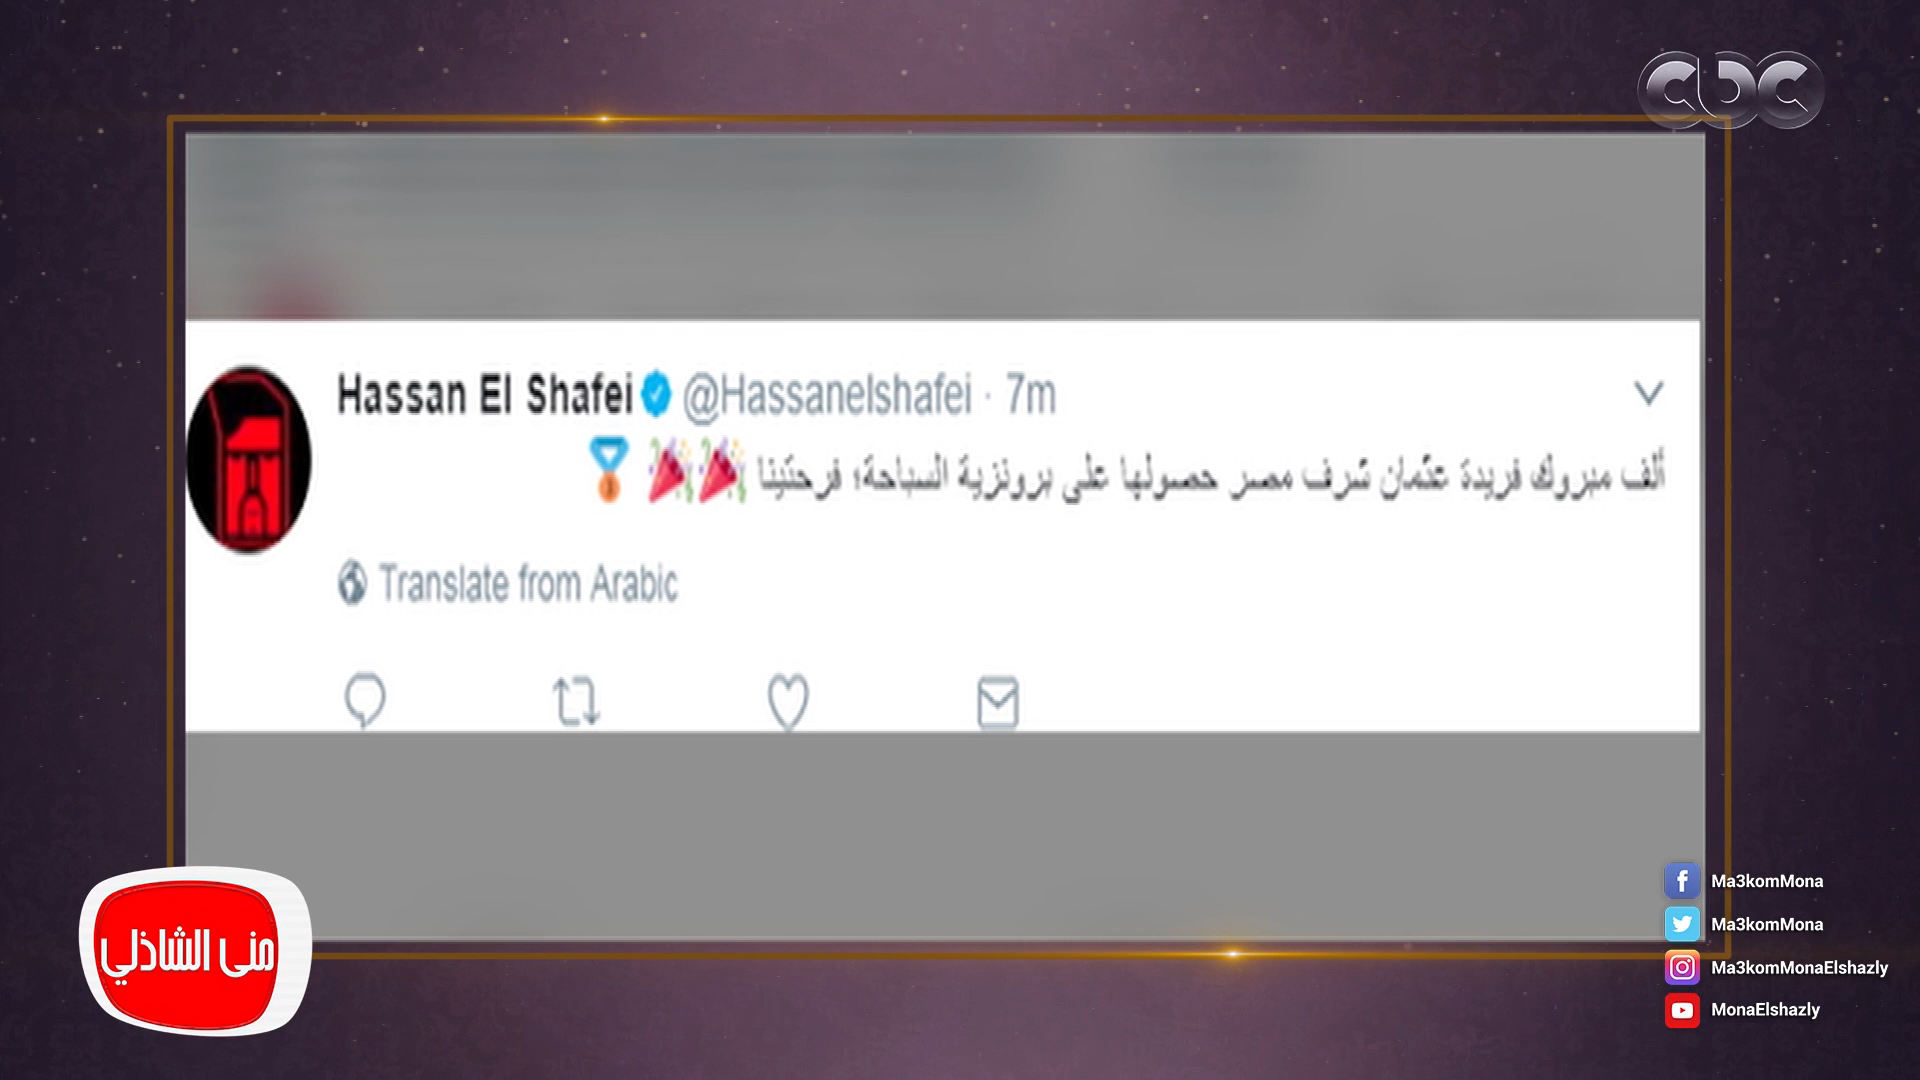 cbc
Hassan El Shafei @Hassanelshafei · 7m
ألف مبروك فريدة عثمان شرف مصر حصولها على برونزية السباحة؛ فرحتينا 🎉🎉 🏅
Translate from Arabic
منى الشاذلي
Ma3komMona
Ma3komMona
Ma3komMonaElshazly
MonaElshazly